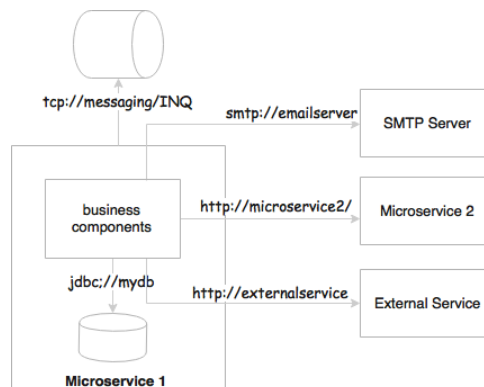 tcp://messaging/INQ
smtp://emailserver
SMTP Server
business
components
http://microservice2/
Microservice 2
jdbc;//mydb
http://externalservice
External Service
Microservice 1